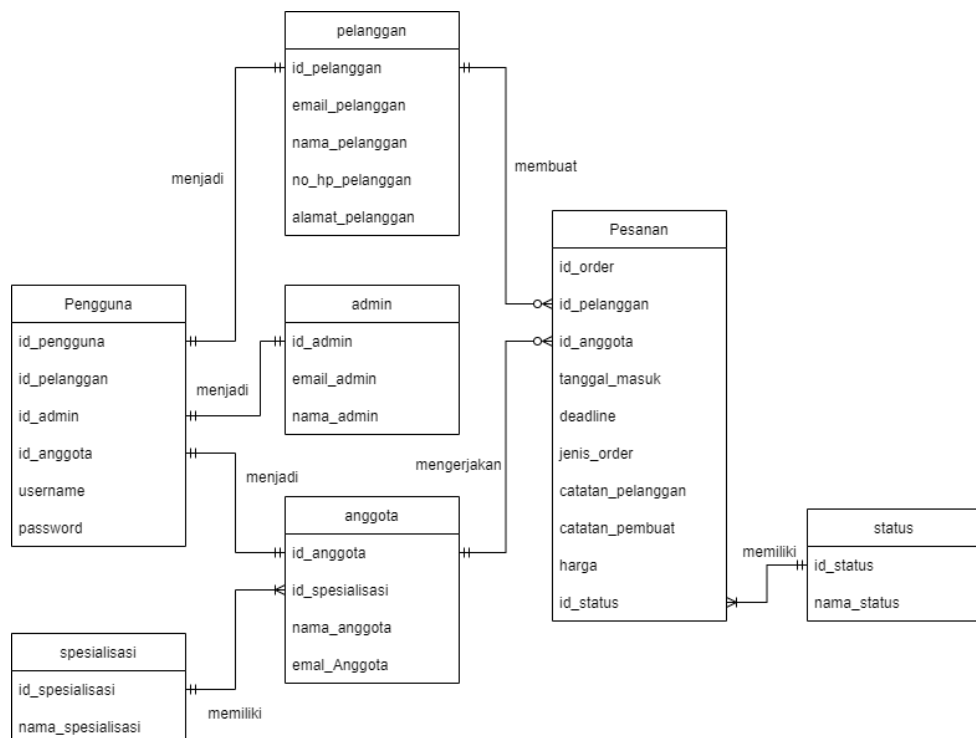 pelanggan
id_pelanggan
email_pelanggan
nama_pelanggan
no_hp_pelanggan
alamat_pelanggan
menjadi
membuat
Pengguna
id_pengguna
id_pelanggan
id_admin
id_anggota
username
password
menjadi
admin
id_admin
email_admin
nama_admin
menjadi
mengerjakan
anggota
id_anggota
id_spesialisasi
nama_anggota
emal_Anggota
Pesanan
id_order
id_pelanggan
id_anggota
tanggal_masuk
deadline
jenis_order
catatan_pelanggan
catatan_pembuat
harga
id_status
memiliki
status
id_status
nama_status
spesialisasi
id_spesialisasi
nama_spesialisasi
memiliki